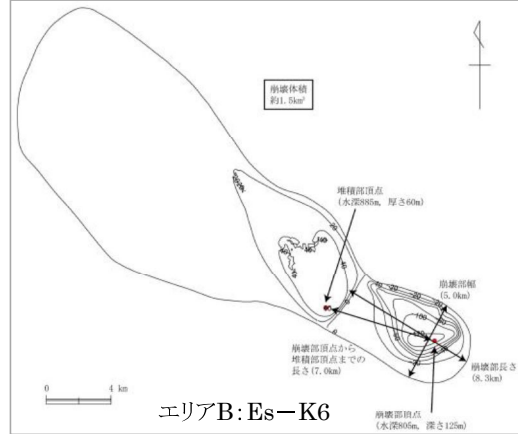 崩壊体積
約1.5km³
堆積部頂点
(水深885m, 厚さ60m)
崩壊部幅
(5.0km)
崩壊部頂点から
堆積部頂点までの
長さ(7.0km)
崩壊部長さ
(8.3km)
崩壊部頂点
(水深805m, 深さ125m)
0 4 km
エリアB:Es-K6